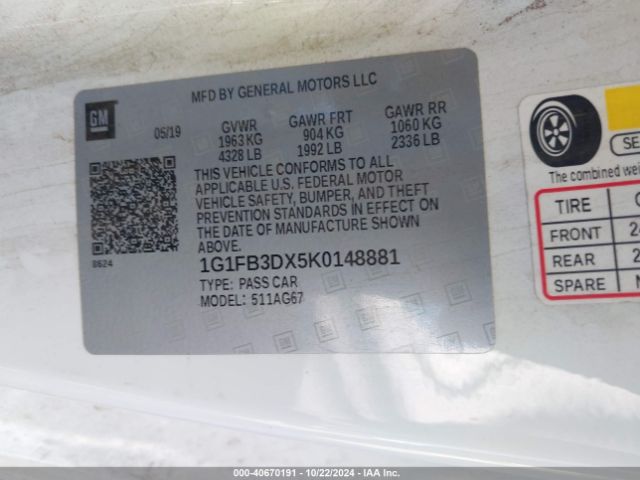 MFD BY GENERAL MOTORS LLC
GM
05/19
GVWR
1963 KG
4328 LB
GAWR FRT
904 KG
1992 LB
GAWR RR
1060 KG
2336 LB
THIS VEHICLE CONFORMS TO ALL
APPLICABLE U.S. FEDERAL MOTOR
VEHICLE SAFETY, BUMPER, AND THEFT
PREVENTION STANDARDS IN EFFECT ON
THE DATE OF MANUFACTURE SHOWN
ABOVE.
8624
1G1FB3DX5K0148881
TYPE: PASS CAR
MODEL: 511AG67
The combined
TIRE
FRONT
REAR
SPARE
000-40670191 - 10/22/2024 - IAA Inc.